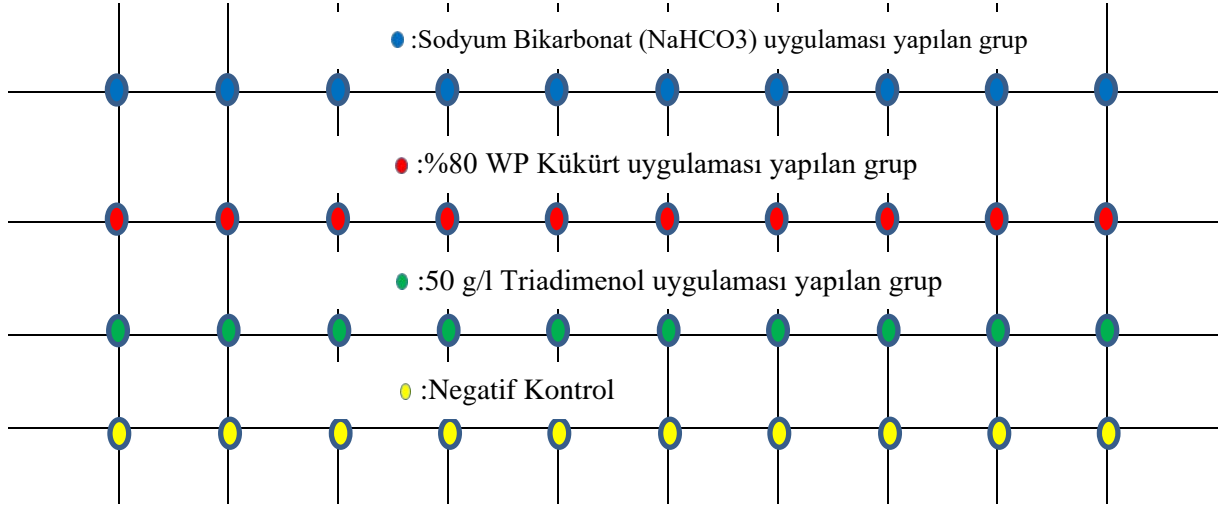 :Sodyum Bikarbonat (NaHCO3) uygulaması yapılan grup
:%80 WP Kükürt uygulaması yapılan grup
:50 g/l Triadimenol uygulaması yapılan grup
:Negatif Kontrol